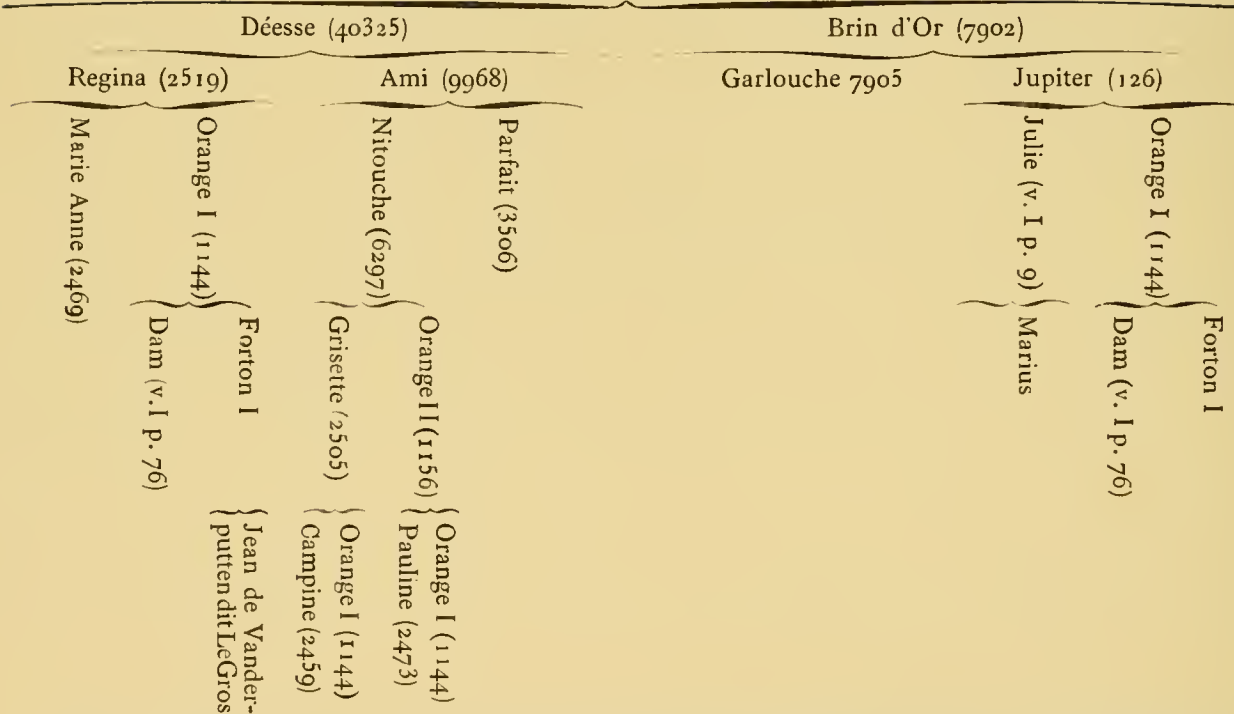 Déesse (40325)
Brin d'Or (7902)
Regina (2519)
Ami (9968)
Garlouche 7905
Jupiter (126)
Marie Anne (2469)
Orange I (1144)
Nitouche (6297)
Parfait (3506)
Julie (v. I p. 9)
Orange I (1144)
Dam (v. I p. 76)
Forton I
Grisette (2505)
Orange II (1156)
Marius
Dam (v. I p. 76)
Forton I
Jean de Vander-
putten dit Le Gros
Campine (2459)
Orange I (1144)
Pauline (2473)
Orange I (1144)